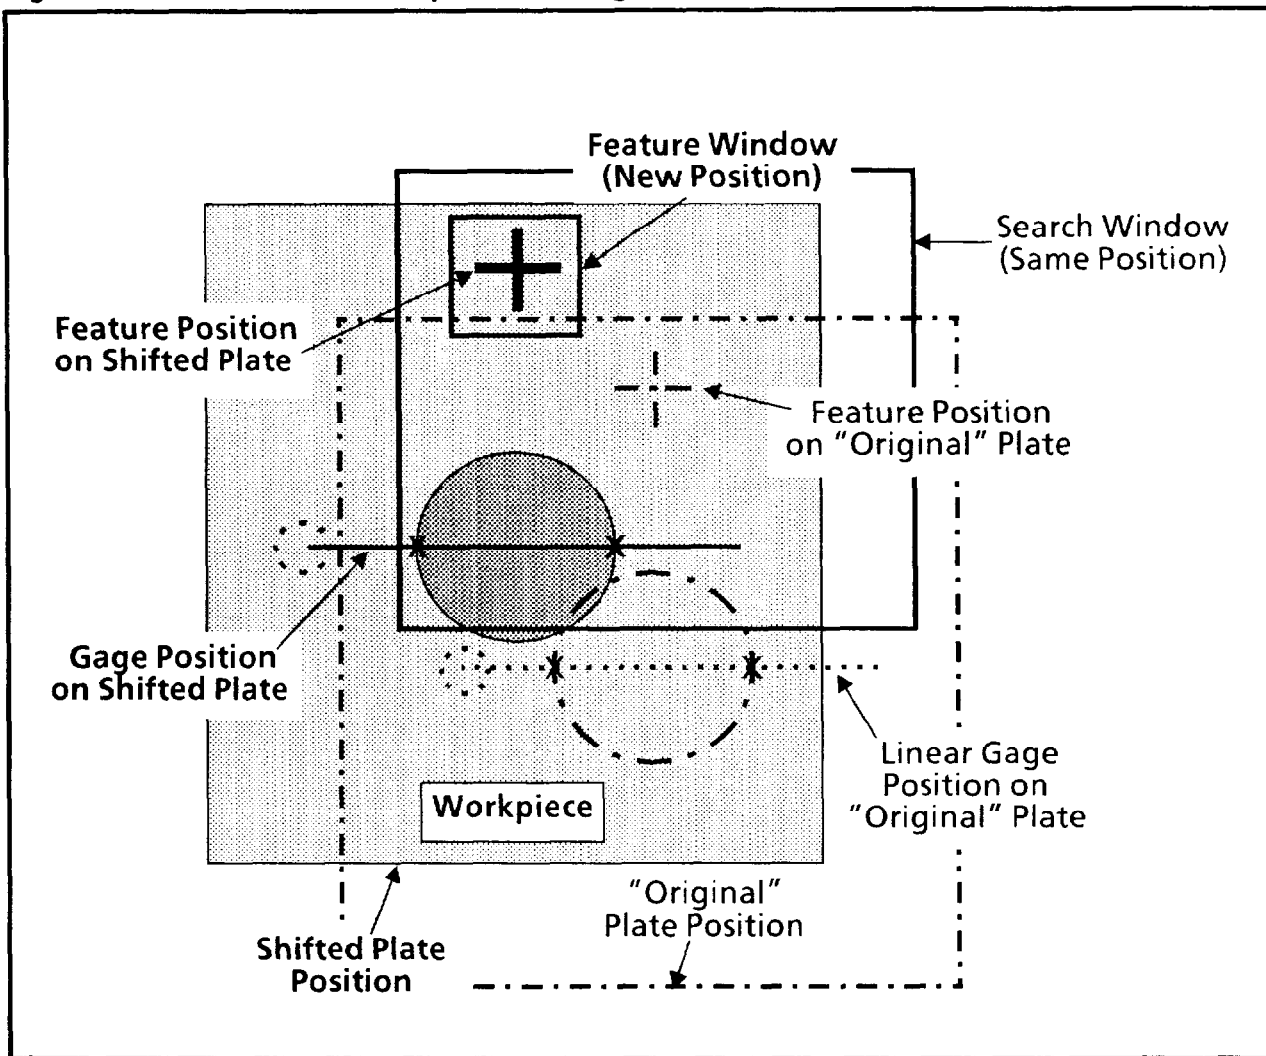 Feature Window
(New Position)
Search Window
(Same Position)
Feature Position
on Shifted Plate
Feature Position
on "Original" Plate
Gage Position
on Shifted Plate
Linear Gage
Position on
"Original" Plate
Workpiece
"Original"
Plate Position
Shifted Plate
Position